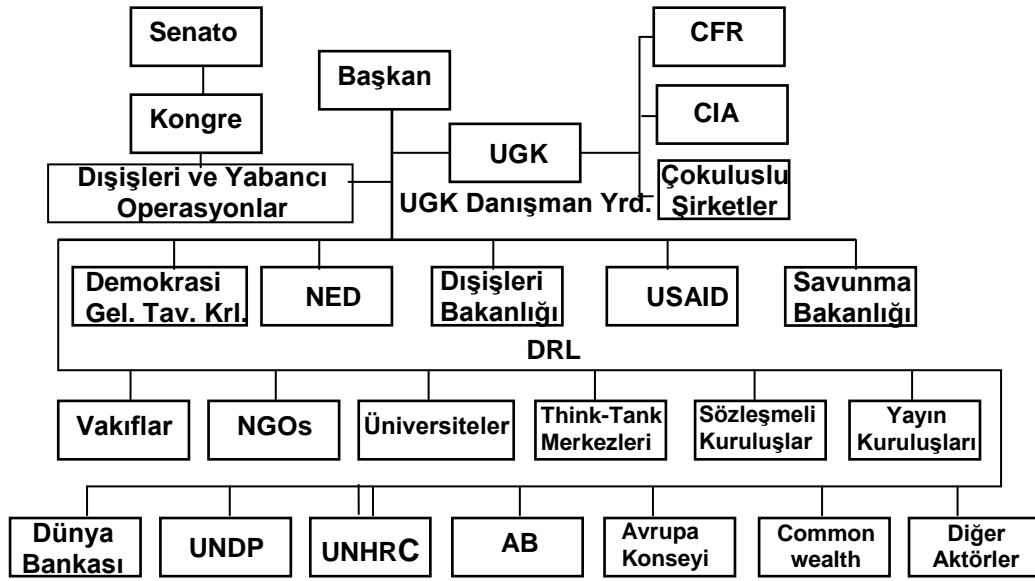 Senato
CFR
Başkan
Kongre
CIA
UGK
Dışişleri ve Yabancı
Operasyonlar
Çokuluslu
Şirketler
UGK Danışman Yrd.
Demokrasi
Gel. Tav. Krl.
NED
Dışişleri
Bakanlığı
USAID
Savunma
Bakanlığı
DRL
Vakıflar
NGOs
Üniversiteler
Think-Tank
Merkezleri
Sözleşmeli
Kuruluşlar
Yayın
Kuruluşları
Dünya
Bankası
UNDP
UNHRC
AB
Avrupa
Konseyi
Common
wealth
Diğer
Aktörler